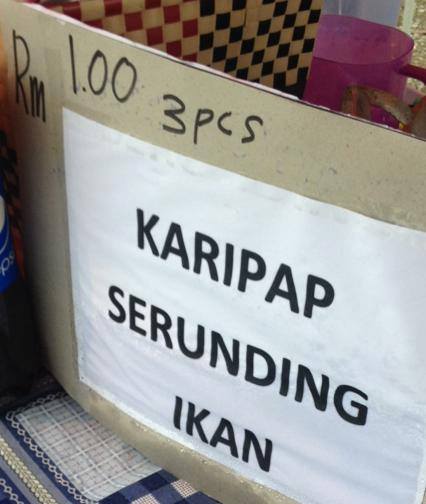 Rm 1.00 3pcs
KARIPAP
SERUNDING
IKAN